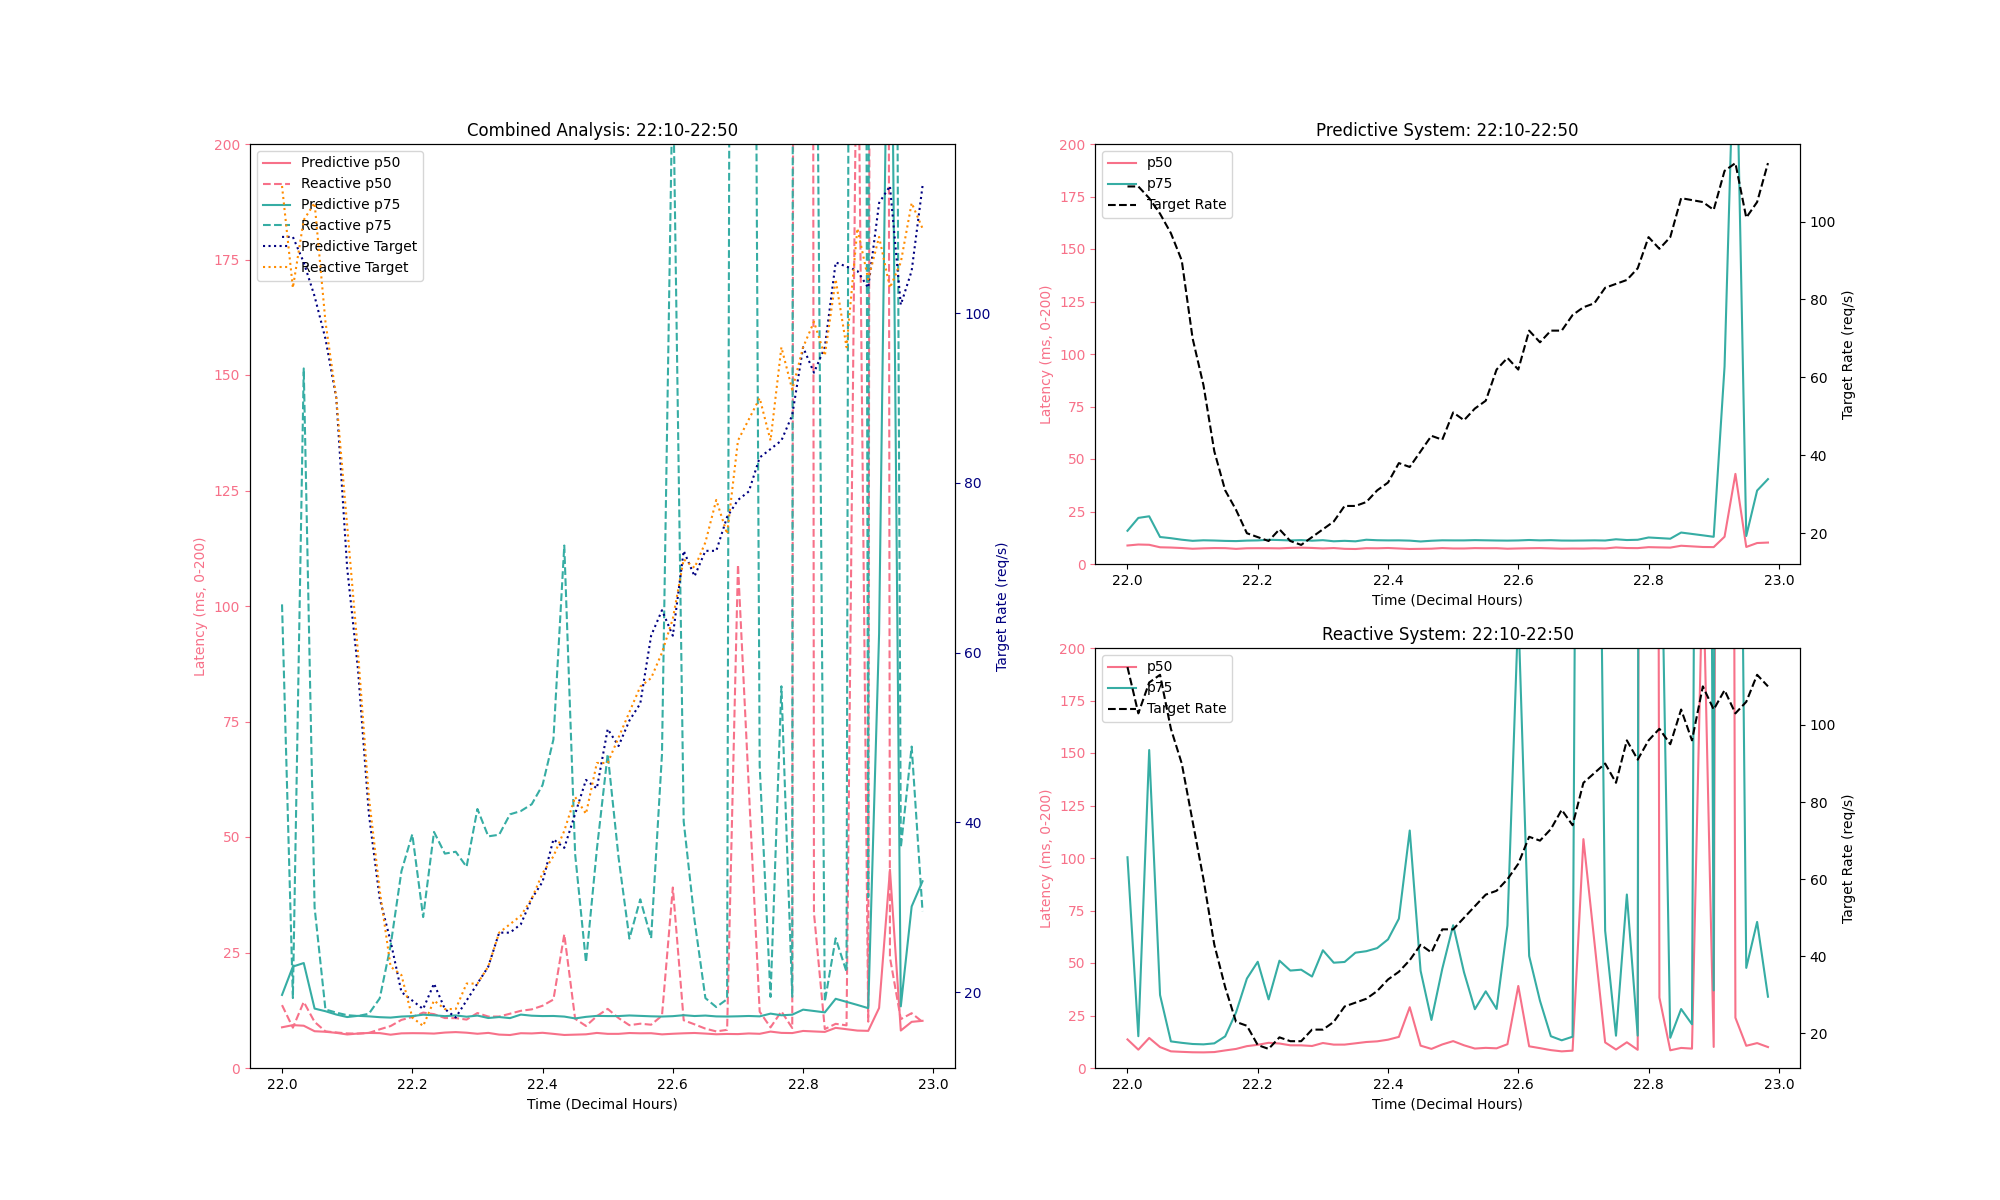 Combined Analysis: 22:10-22:50
200
175
150
125
100
75
50
25
0
Latency (ms, 0-200)
Predictive p50
Reactive p50
Predictive p75
Reactive p75
Predictive Target
Reactive Target
100
80
60
40
20
Target Rate (req/s)
22.0 22.2 22.4 22.6 22.8 23.0
Time (Decimal Hours)
Predictive System: 22:10-22:50
200
175
150
125
100
75
50
25
0
Latency (ms, 0-200)
p50
p75
Target Rate
100
80
60
40
20
Target Rate (req/s)
22.0 22.2 22.4 22.6 22.8 23.0
Time (Decimal Hours)
Reactive System: 22:10-22:50
200
175
150
125
100
75
50
25
0
Latency (ms, 0-200)
p50
p75
Target Rate
100
80
60
40
20
Target Rate (req/s)
22.0 22.2 22.4 22.6 22.8 23.0
Time (Decimal Hours)